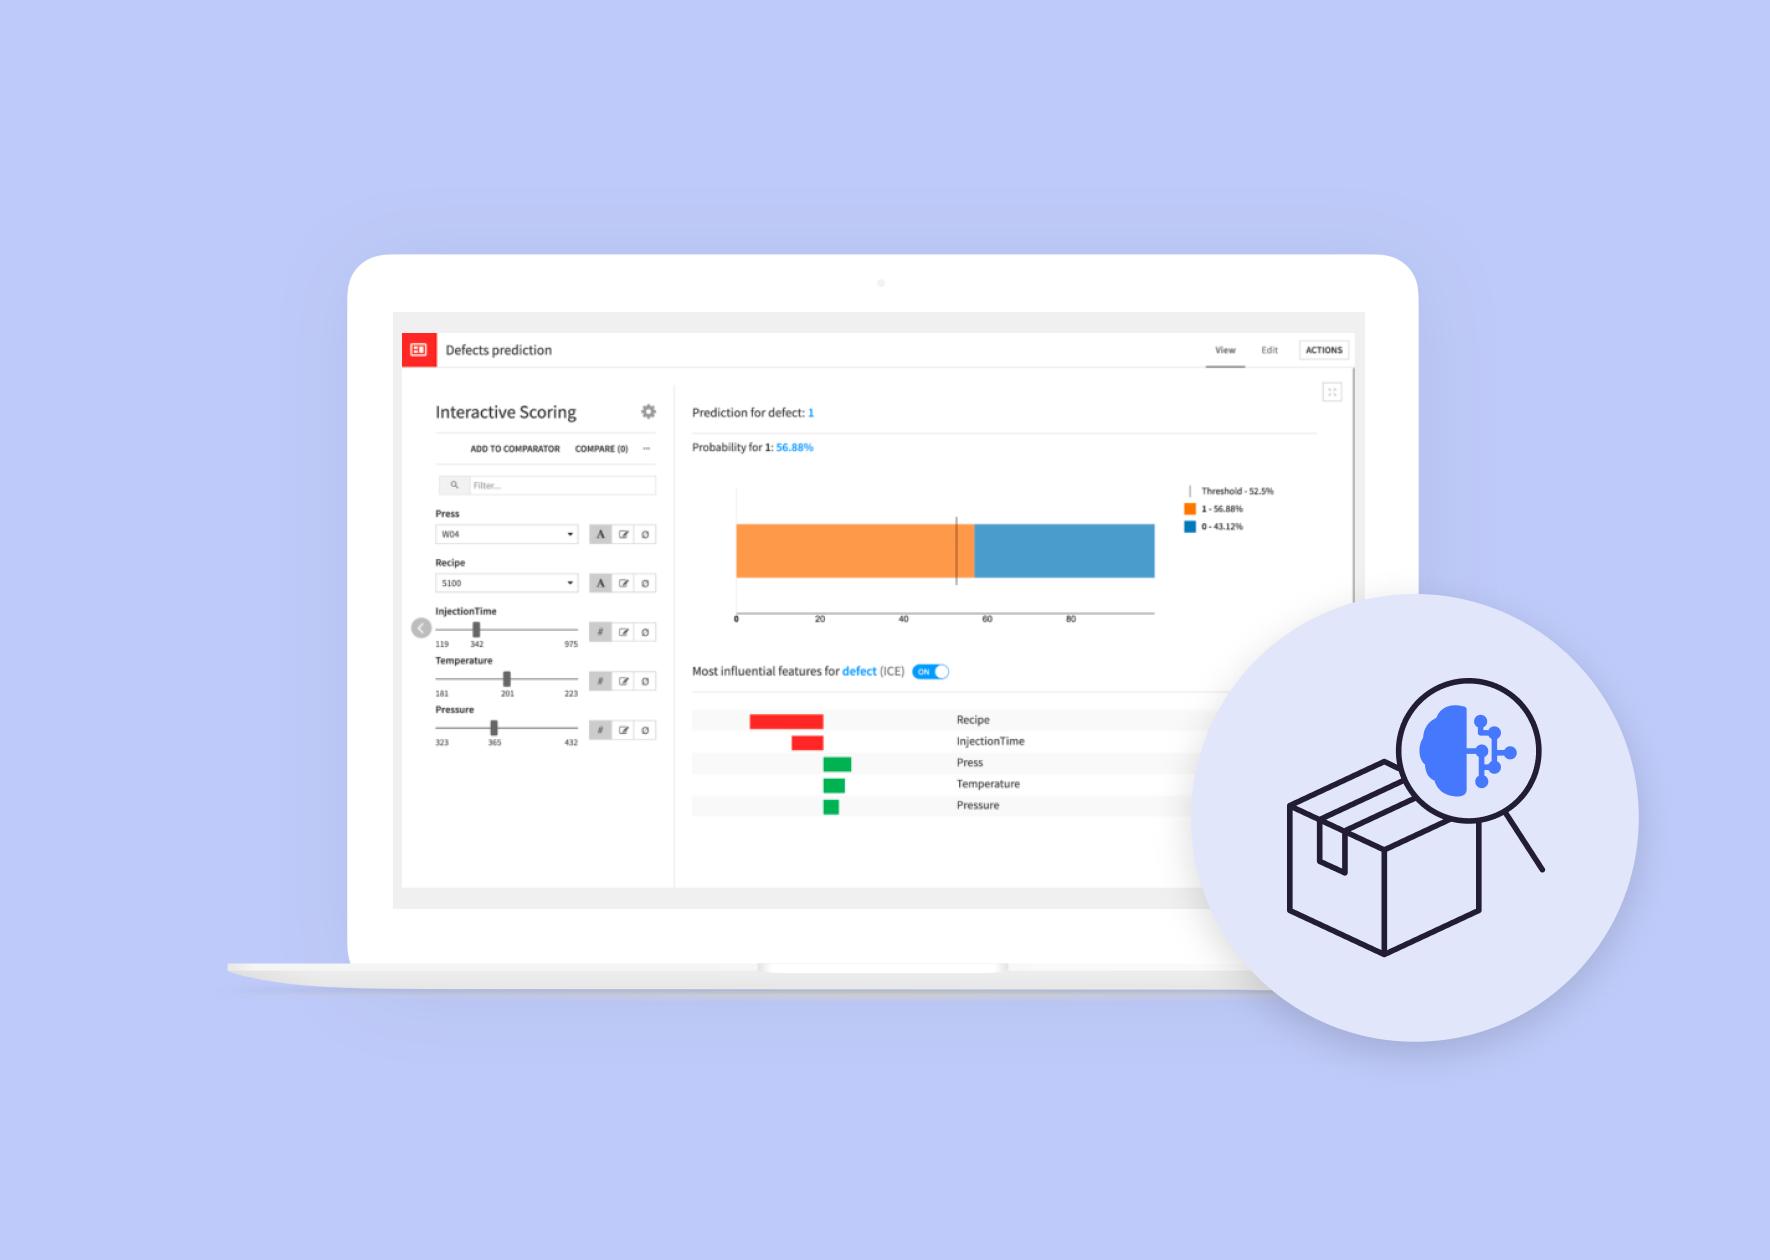 Defects prediction
View Edit ACTIONS
Interactive Scoring
ADD TO COMPARATOR COMPARE (0) ...
Filter...
Press
W04 A
Recipe
5100 A
InjectionTime
#
119 342 975
Temperature
#
181 201 223
Pressure
#
323 365 432
Prediction for defect: 1
Probability for 1: 56.88%
Threshold - 52.5%
1 - 56.88%
0 - 43.12%
0 20 40 60 80
Most influential features for defect (ICE) ON
Recipe
InjectionTime
Press
Temperature
Pressure